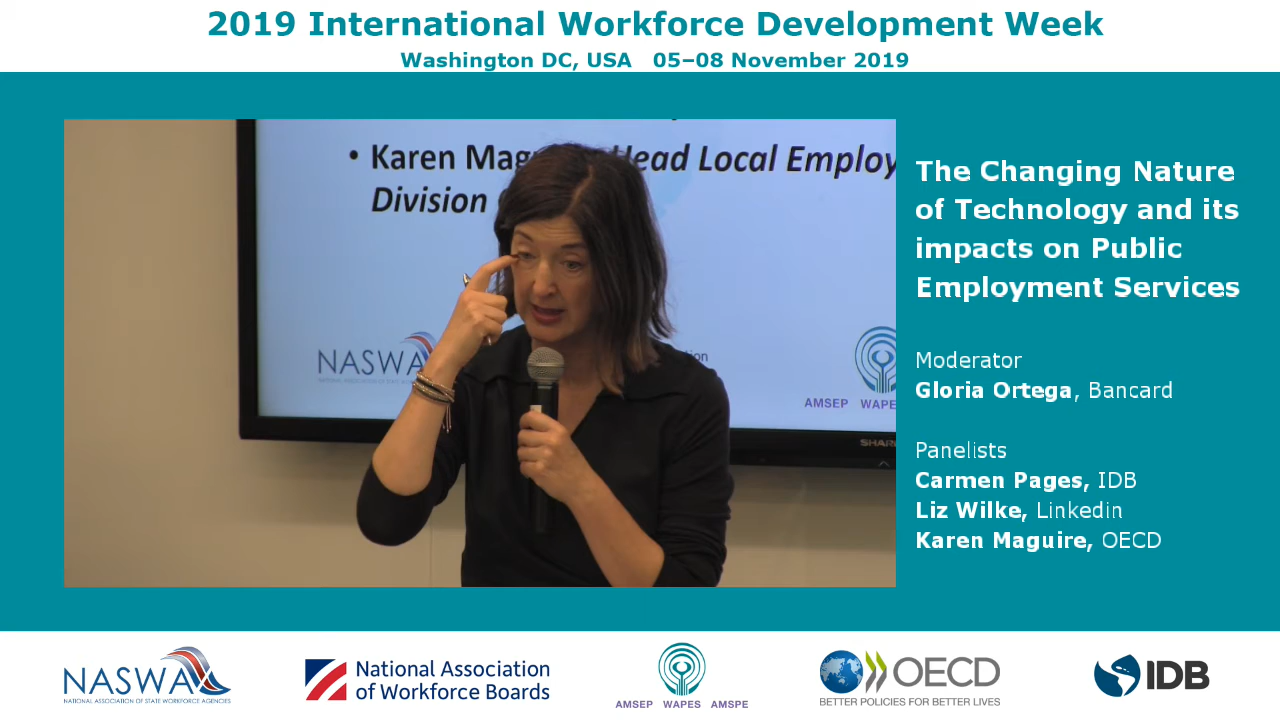 2019 International Workforce Development Week
Washington DC, USA 05–08 November 2019
• Karen Mag Head Local Employ
Division
NASWA
AMSEP WAPES
SHARP
The Changing Nature
of Technology and its
impacts on Public
Employment Services
Moderator
Gloria Ortega, Bancard
Panelists
Carmen Pages, IDB
Liz Wilke, Linkedin
Karen Maguire, OECD
NASWA
NATIONAL ASSOCIATION OF STATE WORKFORCE AGENCIES
National Association
of Workforce Boards
AMSEP WAPES AMSPE
OECD
BETTER POLICIES FOR BETTER LIVES
IDB